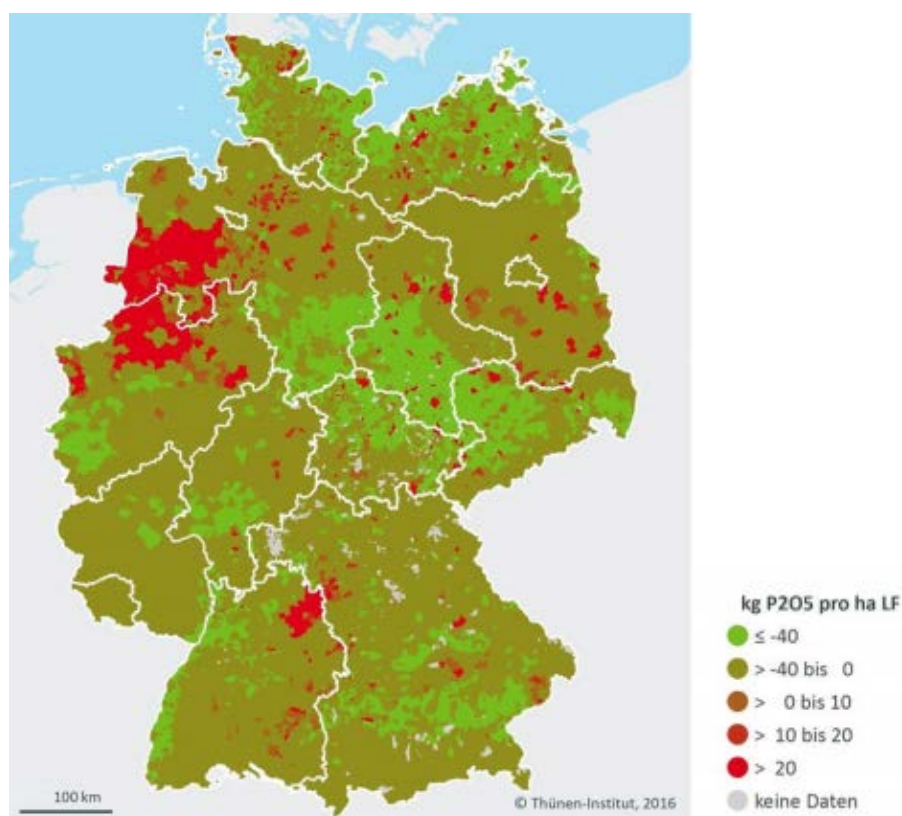 kg P2O5 pro ha LF
≤ -40
> -40 bis 0
> 0 bis 10
> 10 bis 20
> 20
keine Daten
100 km
© Thünen-Institut, 2016